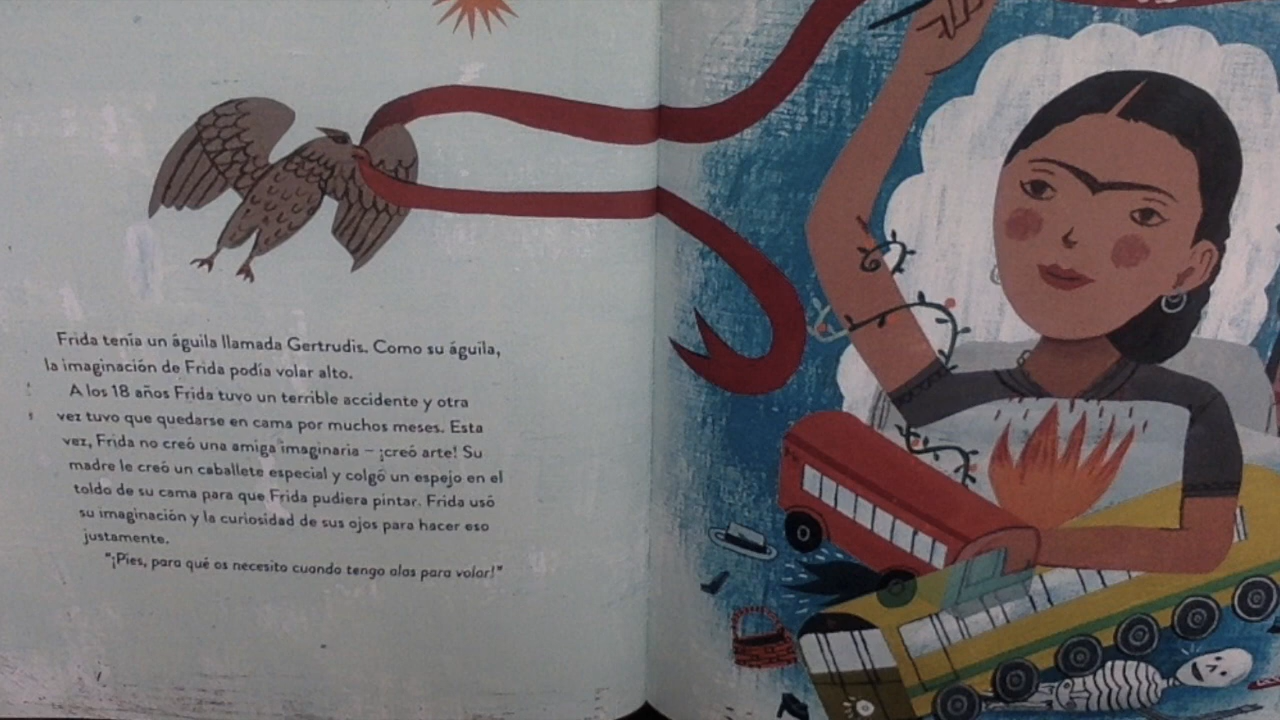 Frida tenía un águila llamada Gertrudis. Como su águila,
la imaginación de Frida podía volar alto.
A los 18 años Frida tuvo un terrible accidente y otra
vez tuvo que quedarse en cama por muchos meses. Esta
vez, Frida no creó una amiga imaginaria – ¡creó arte! Su
madre le creó un caballete especial y colgó un espejo en el
toldo de su cama para que Frida pudiera pintar. Frida usó
su imaginación y la curiosidad de sus ojos para hacer eso
justamente.
"¡Pies, para qué os necesito cuando tengo alas para volar!"